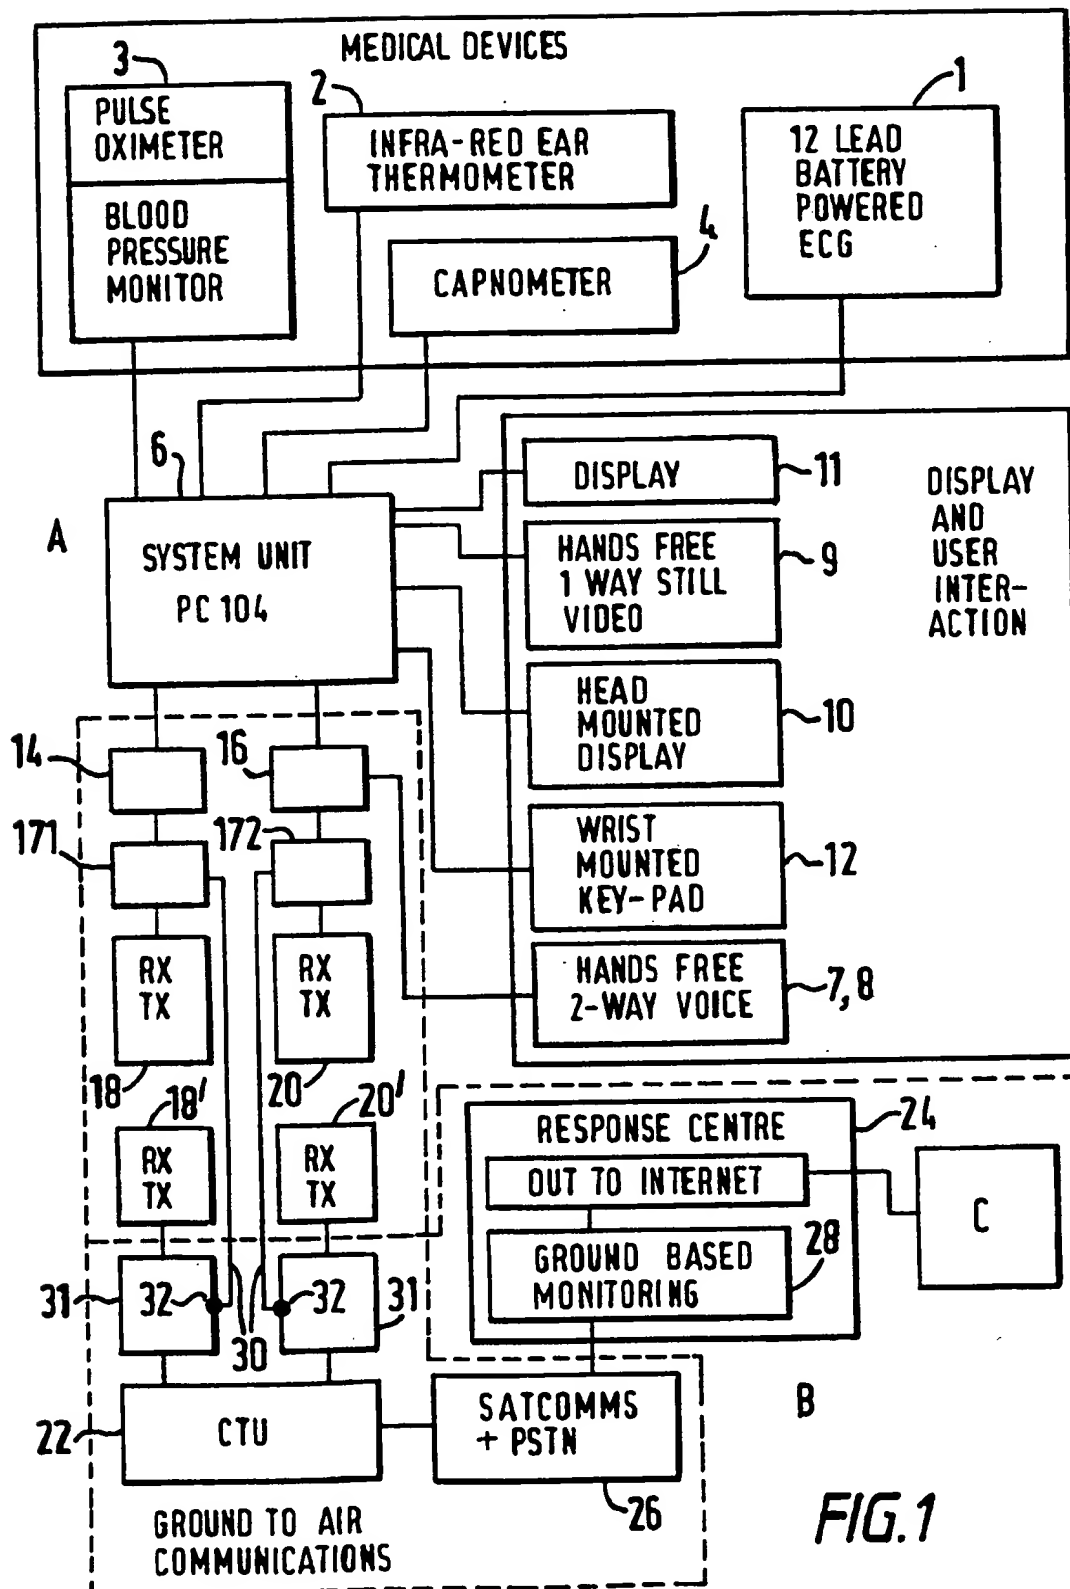 MEDICAL DEVICES
3
PULSE
OXIMETER
BLOOD
PRESSURE
MONITOR
2
INFRA-RED EAR
THERMOMETER
4
CAPNOMETER
1
12 LEAD
BATTERY
POWERED
ECG
A
6
SYSTEM UNIT
PC 104
DISPLAY
11
HANDS FREE
1 WAY STILL
VIDEO
9
HEAD
MOUNTED
DISPLAY
10
WRIST
MOUNTED
KEY-PAD
12
HANDS FREE
2-WAY VOICE
7,8
DISPLAY
AND
USER
INTER-
ACTION
14
16
171
172
RX
TX
18
RX
TX
20
18'
RX
TX
20'
RX
TX
31
32
30
32
31
22
CTU
SATCOMMS
+ PSTN
26
GROUND TO AIR
COMMUNICATIONS
RESPONSE CENTRE
24
OUT TO INTERNET
GROUND BASED
MONITORING
28
C
B
FIG.1